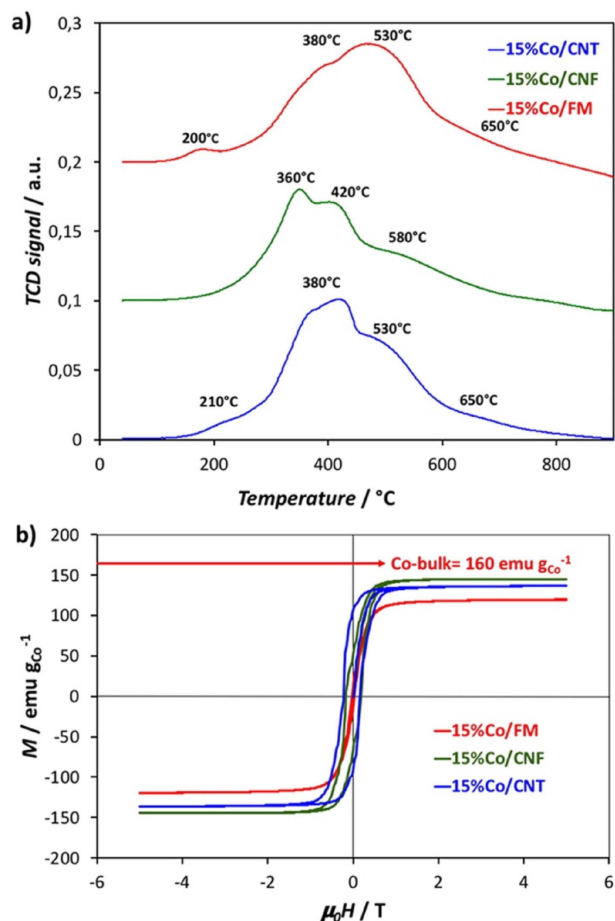 a)
0,3
0,25
0,2
0,15
0,1
0,05
0
TCD signal / a.u.
530°C
380°C
15%Co/CNT
15%Co/CNF
15%Co/FM
200°C
650°C
360°C
420°C
580°C
380°C
530°C
210°C
650°C
0 200 400 600 800
Temperature / °C
b)
200
150
100
50
0
-50
-100
-150
-200
M / emu gCo⁻¹
Co-bulk= 160 emu gCo⁻¹
15%Co/FM
15%Co/CNF
15%Co/CNT
-6 -4 -2 0 2 4 6
μ₀H / T